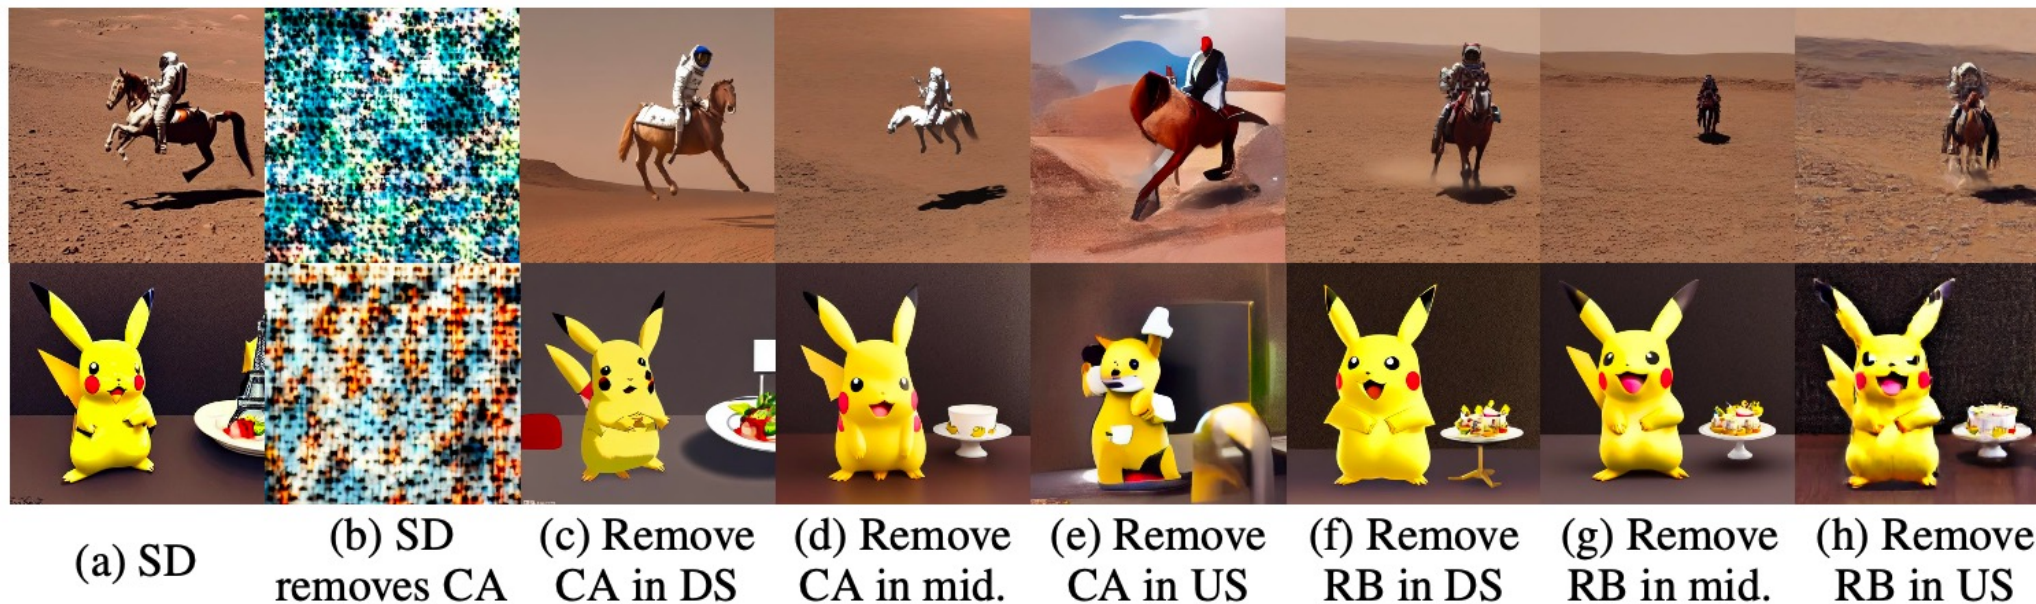 (a) SD
(b) SD
removes CA
(c) Remove
CA in DS
(d) Remove
CA in mid.
(e) Remove
CA in US
(f) Remove
RB in DS
(g) Remove
RB in mid.
(h) Remove
RB in US